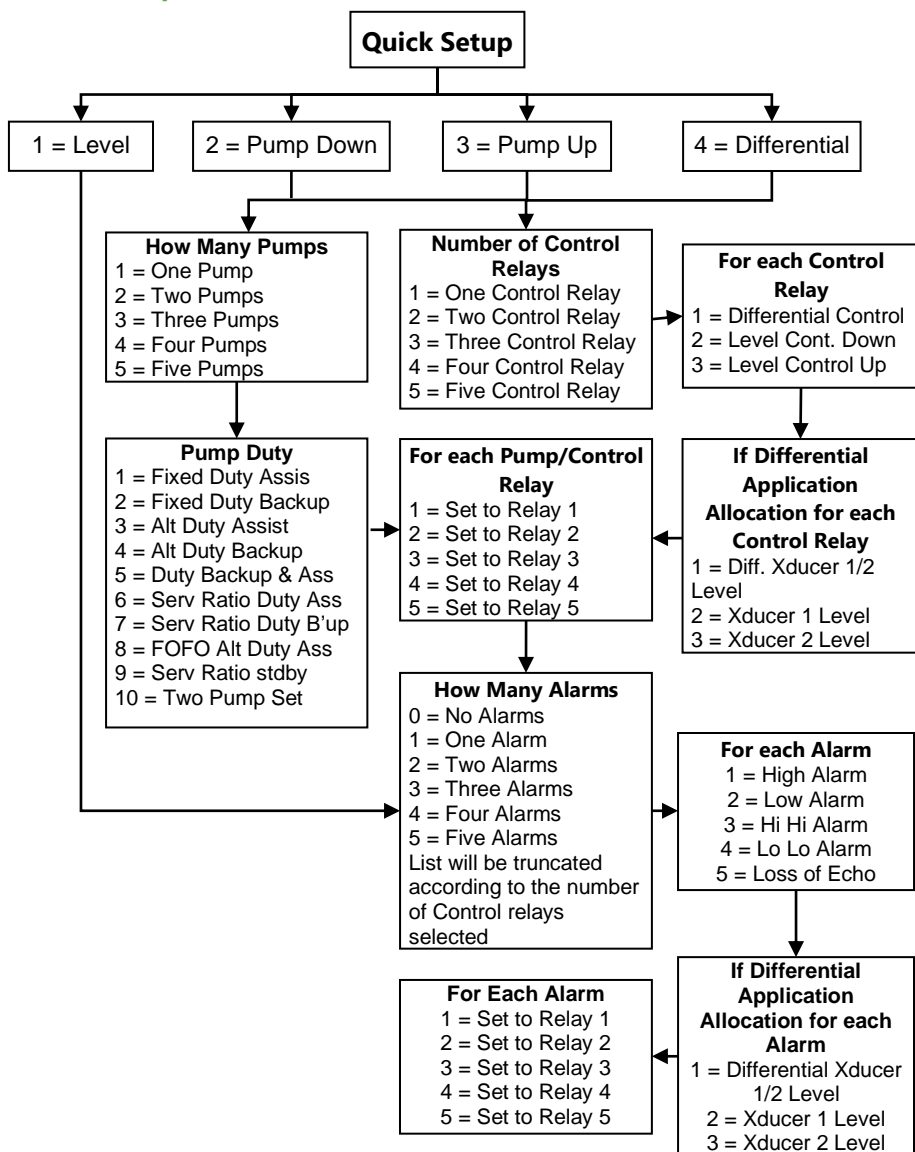 Quick Setup
1 = Level
2 = Pump Down
3 = Pump Up
4 = Differential
How Many Pumps
1 = One Pump
2 = Two Pumps
3 = Three Pumps
4 = Four Pumps
5 = Five Pumps
Number of Control
Relays
1 = One Control Relay
2 = Two Control Relay
3 = Three Control Relay
4 = Four Control Relay
5 = Five Control Relay
For each Control
Relay
1 = Differential Control
2 = Level Cont. Down
3 = Level Control Up
Pump Duty
1 = Fixed Duty Assis
2 = Fixed Duty Backup
3 = Alt Duty Assist
4 = Alt Duty Backup
5 = Duty Backup & Ass
6 = Serv Ratio Duty Ass
7 = Serv Ratio Duty B'up
8 = FOFO Alt Duty Ass
9 = Serv Ratio stdby
10 = Two Pump Set
For each Pump/Control
Relay
1 = Set to Relay 1
2 = Set to Relay 2
3 = Set to Relay 3
4 = Set to Relay 4
5 = Set to Relay 5
If Differential
Application
Allocation for each
Control Relay
1 = Diff. Xducer 1/2
Level
2 = Xducer 1 Level
3 = Xducer 2 Level
How Many Alarms
0 = No Alarms
1 = One Alarm
2 = Two Alarms
3 = Three Alarms
4 = Four Alarms
5 = Five Alarms
List will be truncated
according to the number
of Control relays
selected
For each Alarm
1 = High Alarm
2 = Low Alarm
3 = Hi Hi Alarm
4 = Lo Lo Alarm
5 = Loss of Echo
For Each Alarm
1 = Set to Relay 1
2 = Set to Relay 2
3 = Set to Relay 3
4 = Set to Relay 4
5 = Set to Relay 5
If Differential
Application
Allocation for each
Alarm
1 = Differential Xducer
1/2 Level
2 = Xducer 1 Level
3 = Xducer 2 Level